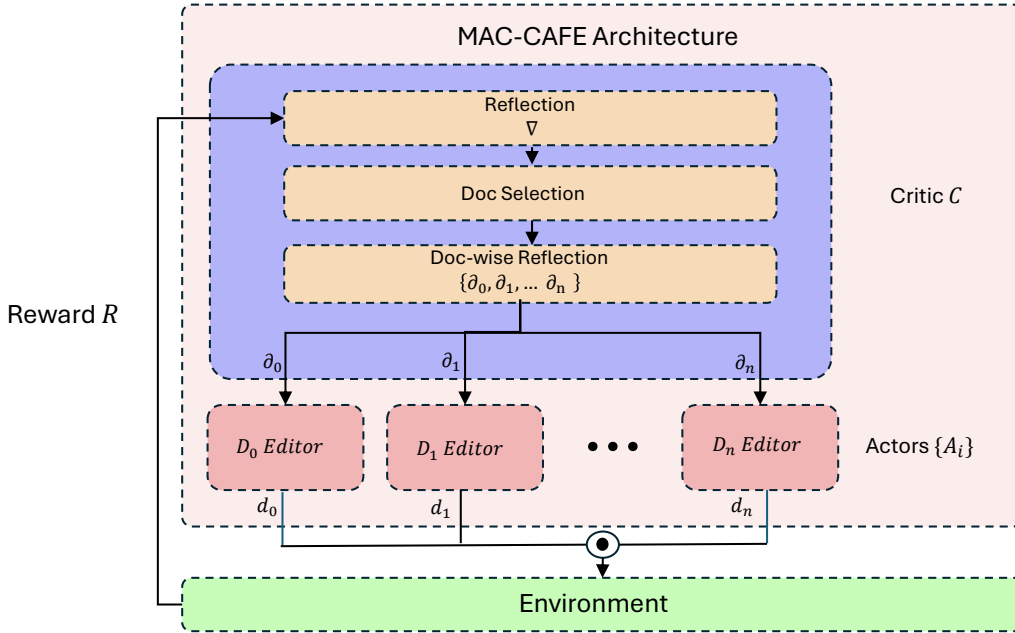 MAC-CAFE Architecture
Reflection
∇
Doc Selection
Critic C
Doc-wise Reflection
{∂₀, ∂₁, … ∂ₙ }
Reward R
∂₀
∂₁
∂ₙ
D₀ Editor
D₁ Editor
• • •
Dₙ Editor
Actors {Aᵢ}
d₀
d₁
dₙ
Environment